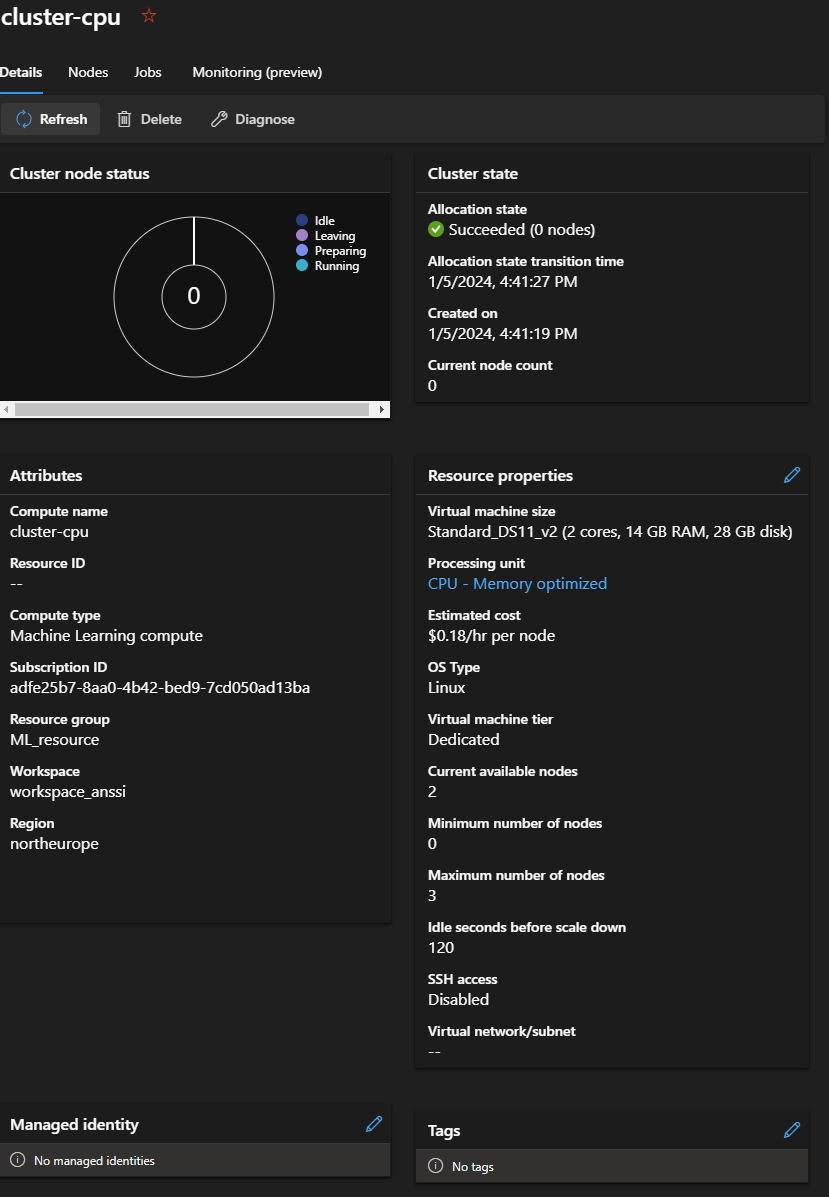 cluster-cpu
Details Nodes Jobs Monitoring (preview)
Refresh Delete Diagnose
Cluster node status
0
Idle
Leaving
Preparing
Running
Cluster state
Allocation state
Succeeded (0 nodes)
Allocation state transition time
1/5/2024, 4:41:27 PM
Created on
1/5/2024, 4:41:19 PM
Current node count
0
Attributes
Compute name
cluster-cpu
Resource ID
--
Compute type
Machine Learning compute
Subscription ID
adfe25b7-8aa0-4b42-bed9-7cd050ad13ba
Resource group
ML_resource
Workspace
workspace_anssi
Region
northeurope
Resource properties
Virtual machine size
Standard_DS11_v2 (2 cores, 14 GB RAM, 28 GB disk)
Processing unit
CPU - Memory optimized
Estimated cost
$0.18/hr per node
OS Type
Linux
Virtual machine tier
Dedicated
Current available nodes
2
Minimum number of nodes
0
Maximum number of nodes
3
Idle seconds before scale down
120
SSH access
Disabled
Virtual network/subnet
--
Managed identity
No managed identities
Tags
No tags